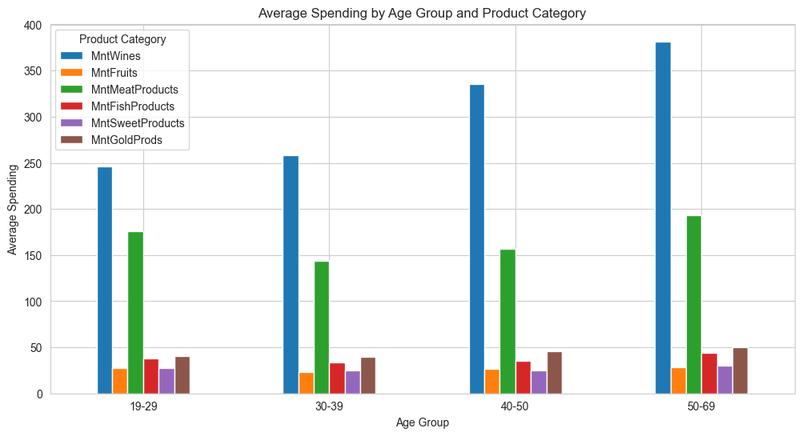 Average Spending by Age Group and Product Category
Product Category
MntWines
MntFruits
MntMeatProducts
MntFishProducts
MntSweetProducts
MntGoldProds
Average Spending
400
350
300
250
200
150
100
50
0
19-29 30-39 40-50 50-69
Age Group